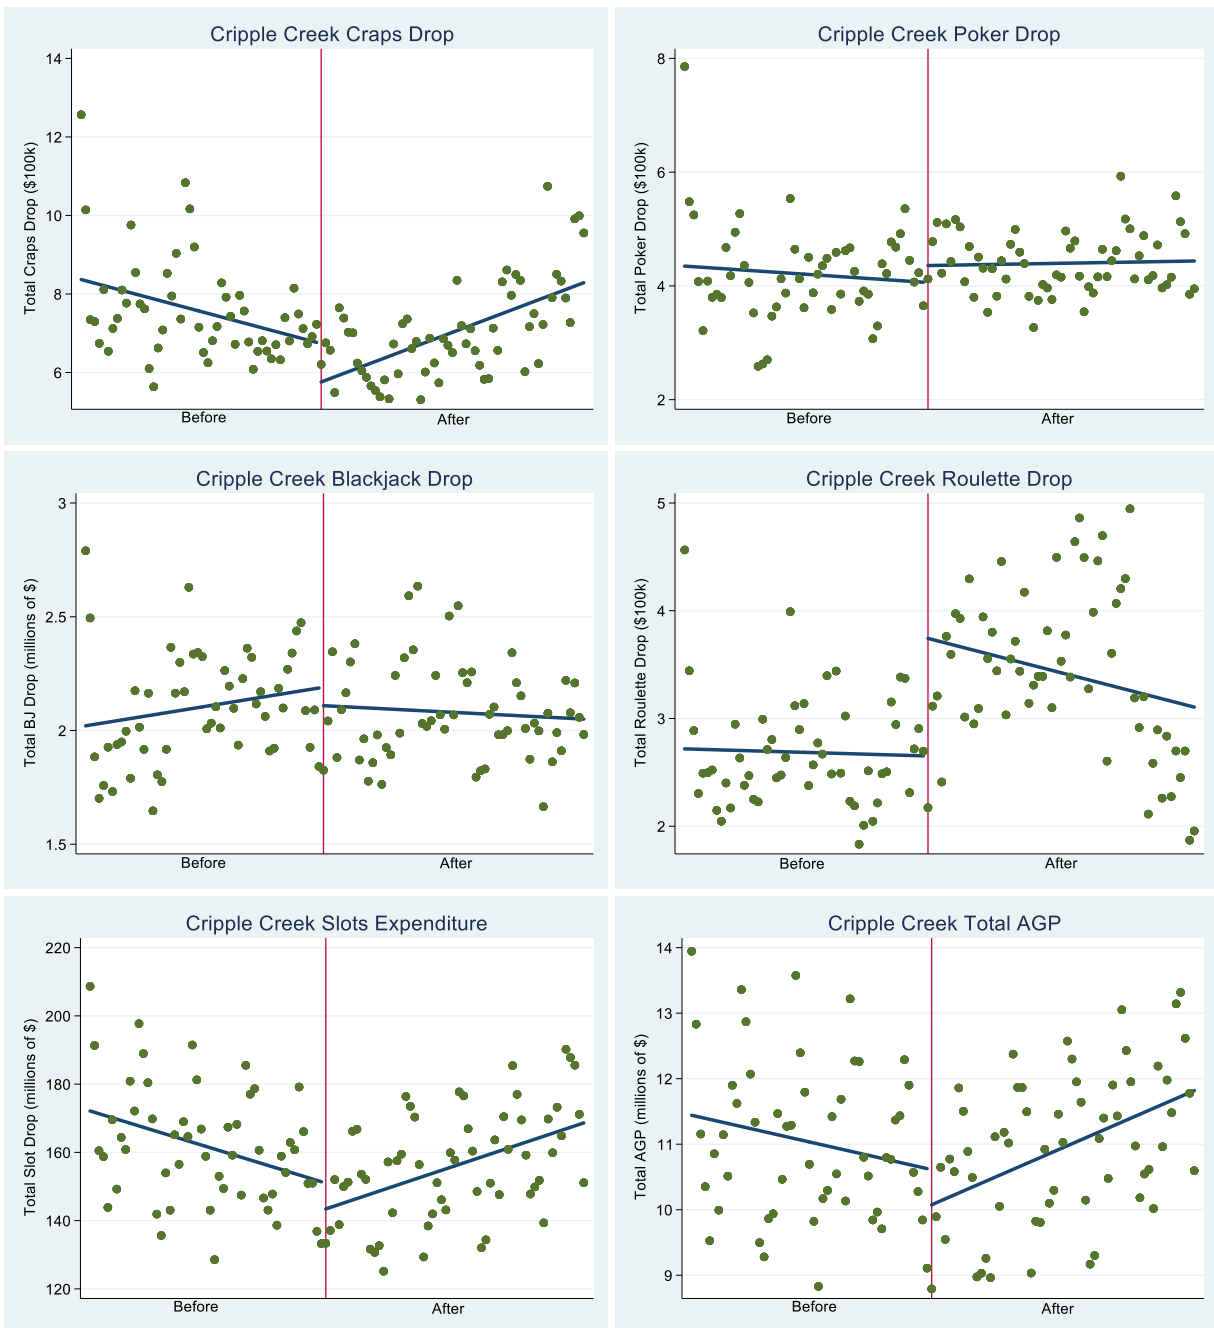 Cripple Creek Craps Drop
Total Craps Drop ($100k)
14
12
10
8
6
Before
After
Cripple Creek Poker Drop
Total Poker Drop ($100k)
8
6
4
2
Before
After
Cripple Creek Blackjack Drop
Total BJ Drop (millions of $)
3
2.5
2
1.5
Before
After
Cripple Creek Roulette Drop
Total Roulette Drop ($100k)
5
4
3
2
Before
After
Cripple Creek Slots Expenditure
Total Slot Drop (millions of $)
220
200
180
160
140
120
Before
After
Cripple Creek Total AGP
Total AGP (millions of $)
14
13
12
11
10
9
Before
After